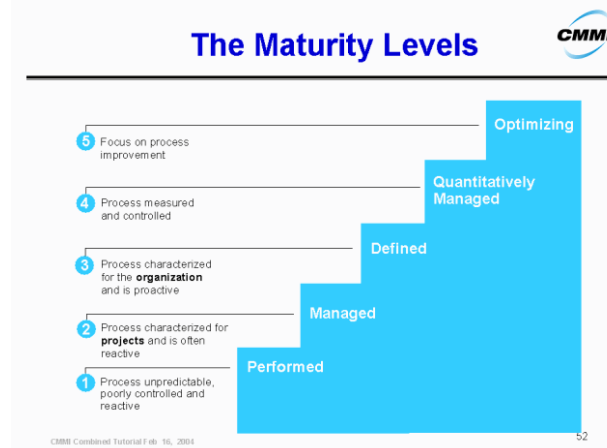 The Maturity Levels
CMMI
Optimizing
5 Focus on process
improvement
Quantitatively
Managed
4 Process measured
and controlled
Defined
3 Process characterized
for the organization
and is proactive
Managed
2 Process characterized for
projects and is often
reactive
Performed
1 Process unpredictable,
poorly controlled and
reactive
CMMI Combined Tutorial Feb 16, 2004
52